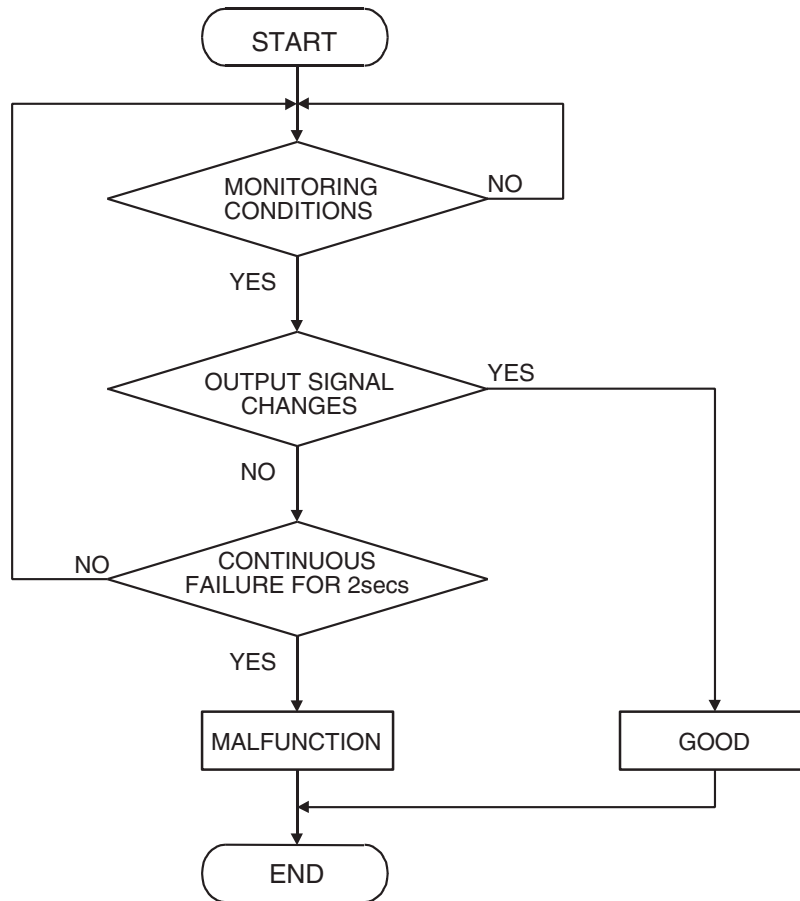 START
MONITORING
CONDITIONS
NO
YES
OUTPUT SIGNAL
CHANGES
YES
NO
CONTINUOUS
FAILURE FOR 2secs
NO
YES
MALFUNCTION
GOOD
END